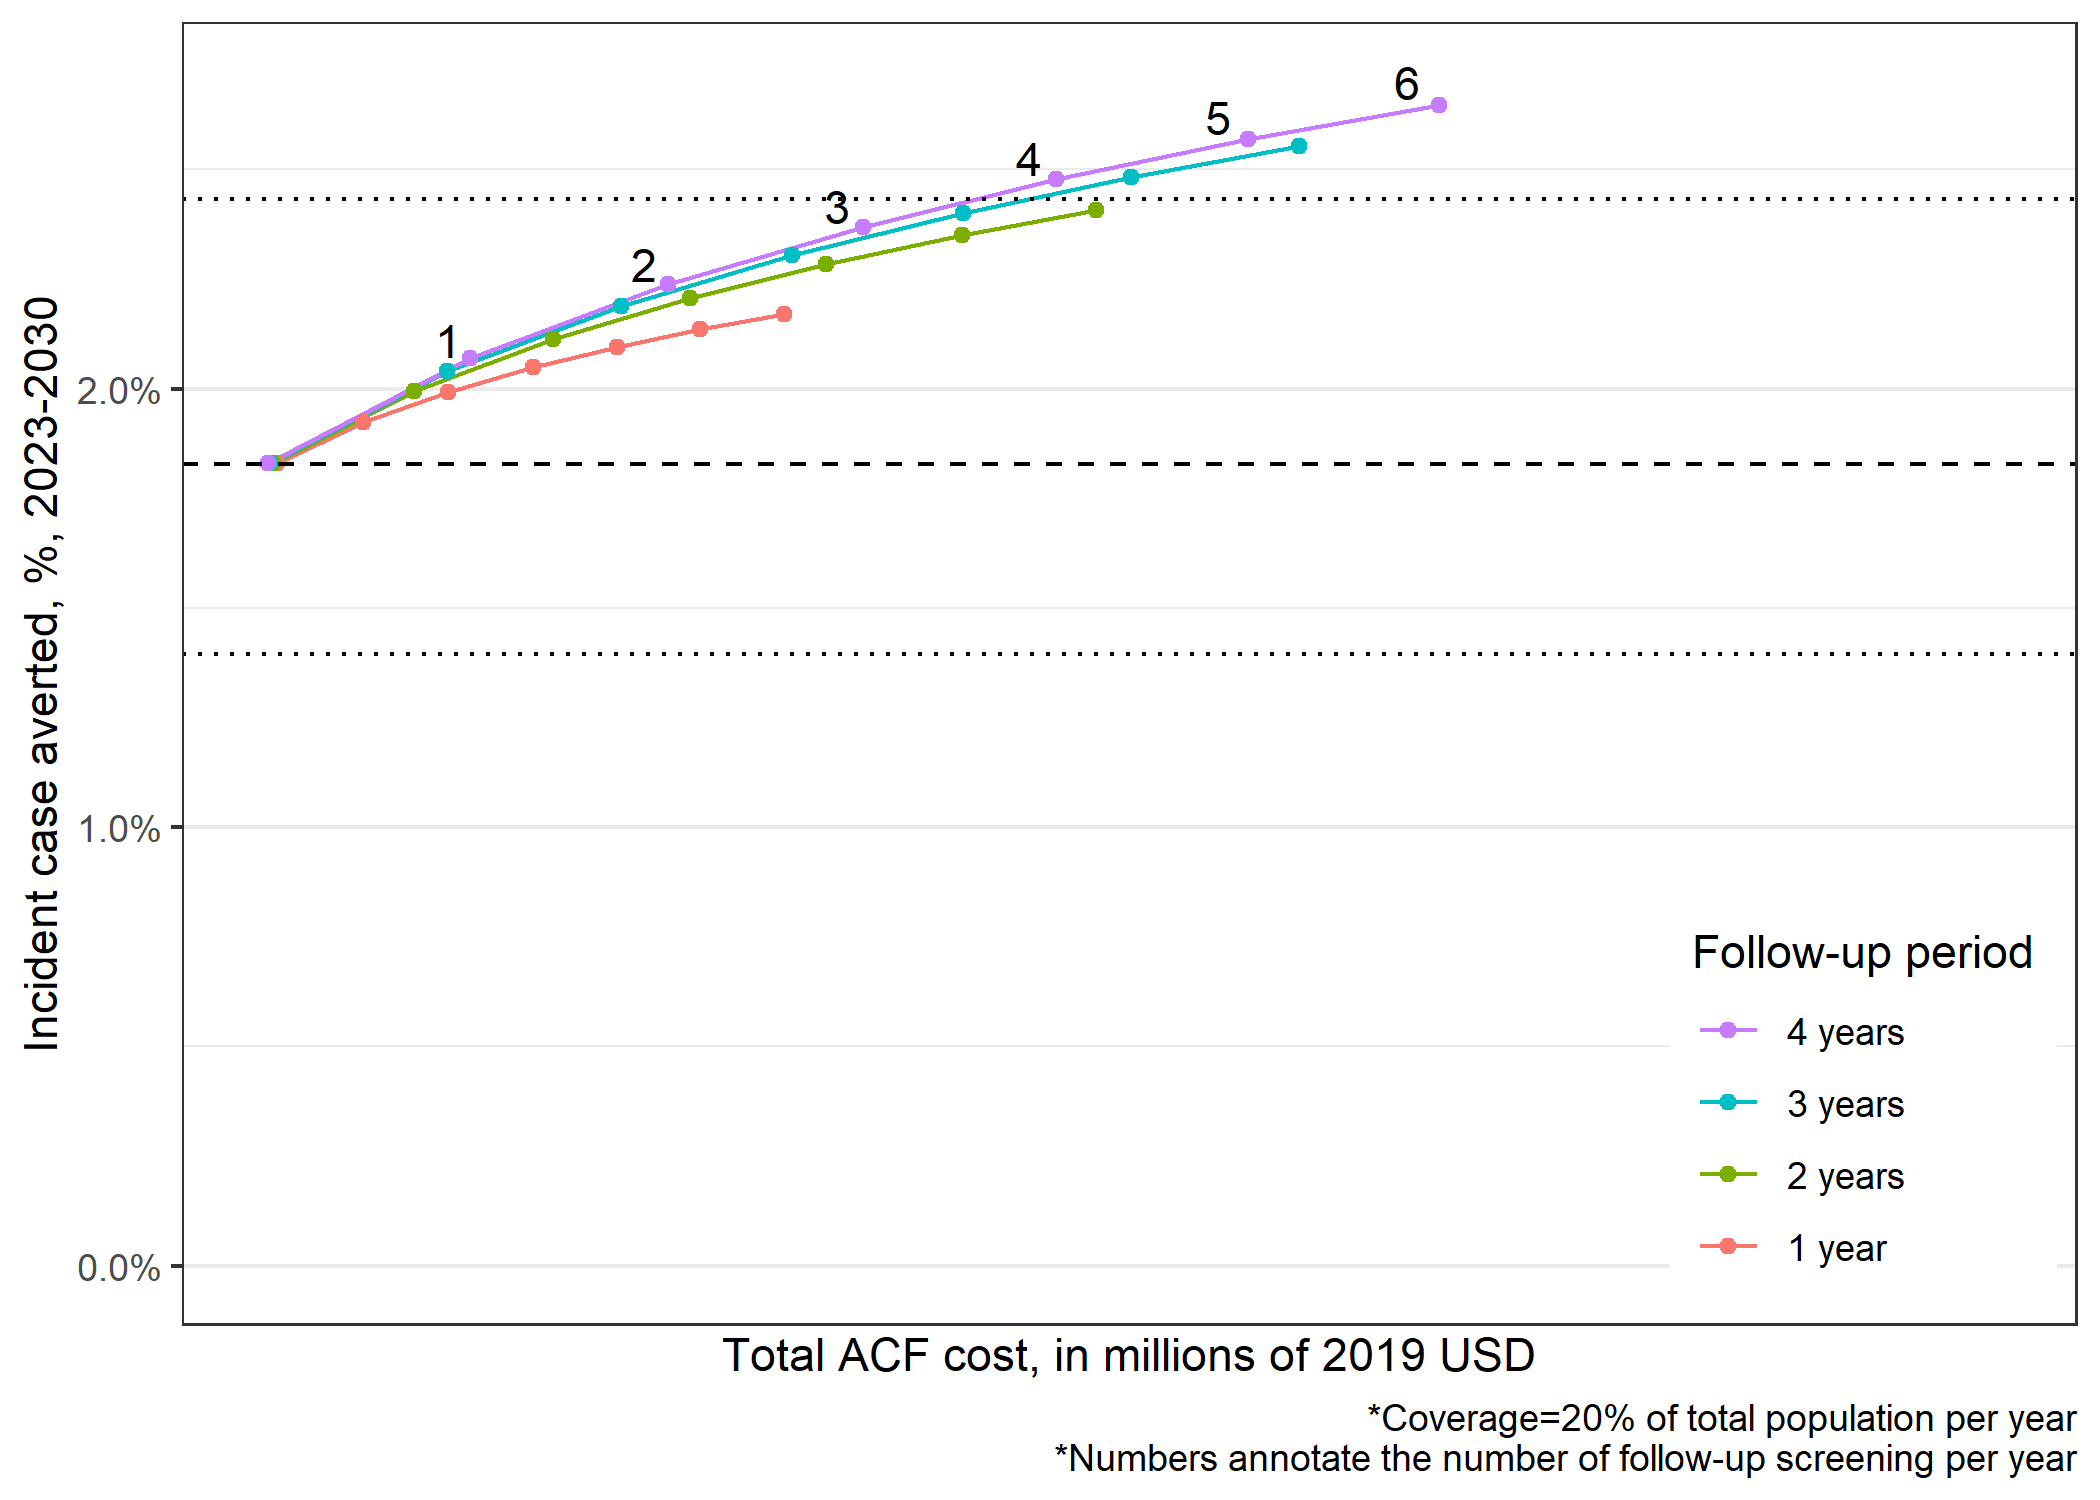 Incident case averted, %, 2023-2030
2.0%
1.0%
0.0%
1
2
3
4
5
6
Follow-up period
4 years
3 years
2 years
1 year
Total ACF cost, in millions of 2019 USD
*Coverage=20% of total population per year
*Numbers annotate the number of follow-up screening per year